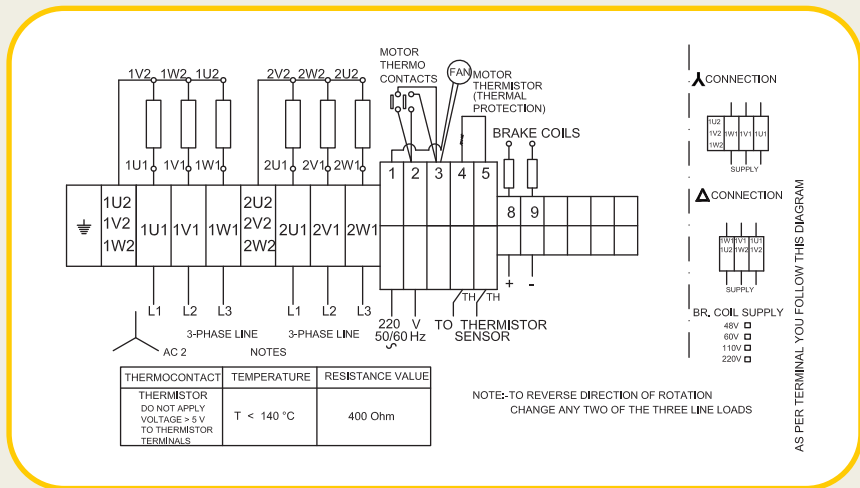 MOTOR
THERMO
CONTACTS
FAN
MOTOR
THERMISTOR
(THERMAL
PROTECTION)
BRAKE COILS
1V2 1W2 1U2
2V2 2W2 2U2
1U1 1V1 1W1
2U1 2V1 2W1
1U2
1V2
1W2
1U1 1V1 1W1
2U2
2V2
2W2
2U1 2V1 2W1
1 2 3 4 5
8 9
+ -
L1 L2 L3
L1 L2 L3
3-PHASE LINE
3-PHASE LINE
220 V
50/60 Hz
TH TH
TO THERMISTOR
SENSOR
AC 2
NOTES
THERMOCONTACT TEMPERATURE RESISTANCE VALUE
THERMISTOR
DO NOT APPLY
VOLTAGE > 5 V
TO THERMISTOR
TERMINALS
T < 140 °C
400 Ohm
NOTE:-TO REVERSE DIRECTION OF ROTATION
CHANGE ANY TWO OF THE THREE LINE LOADS
CONNECTION
1U2
1V2 1W1 1V1 1U1
1W2
SUPPLY
Δ CONNECTION
1W1 1V1 1U1
1U2 1W2 1V2
SUPPLY
BR. COIL SUPPLY
48V
60V
110V
220V
AS PER TERMINAL YOU FOLLOW THIS DIAGRAM